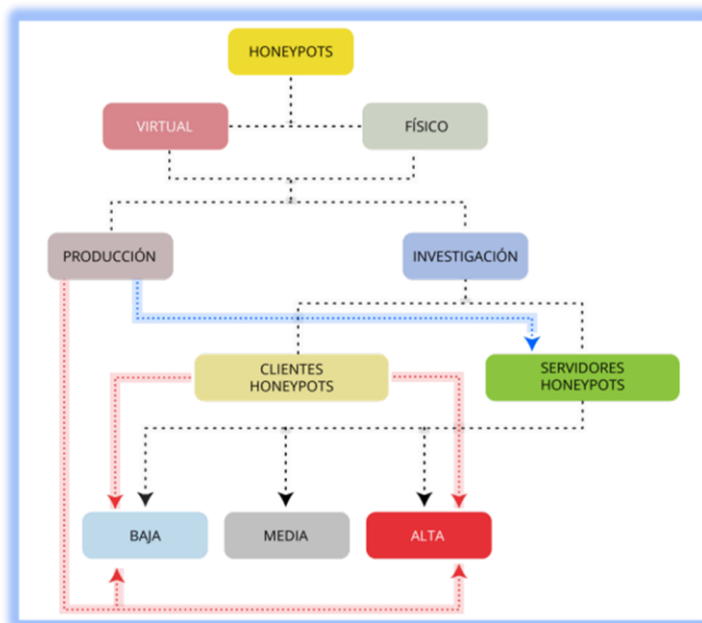 HONEYPOTS
VIRTUAL
FÍSICO
PRODUCCIÓN
INVESTIGACIÓN
CLIENTES
HONEYPOTS
SERVIDORES
HONEYPOTS
BAJA
MEDIA
ALTA